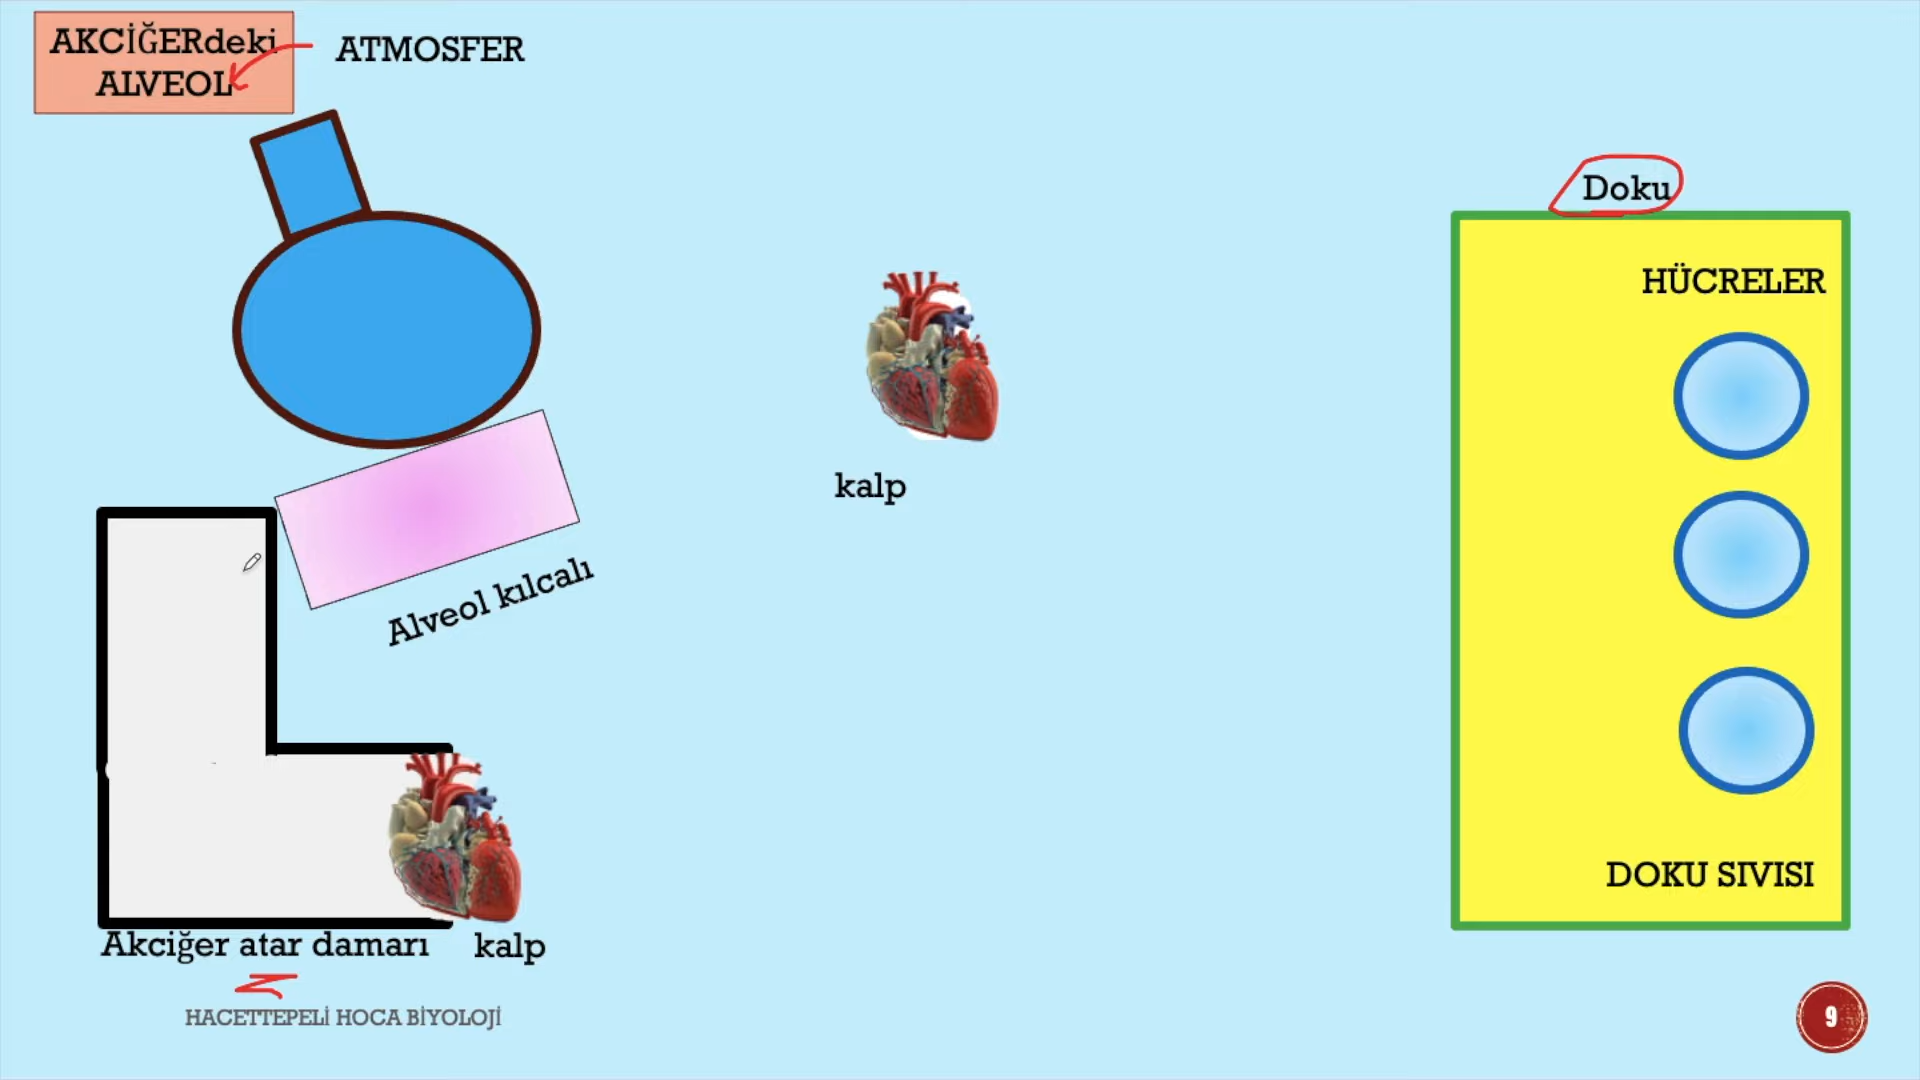 AKCİĞERdeki
ALVEOL
ATMOSFER
Doku
HÜCRELER
kalp
Alveol kılcalı
DOKU SIVISI
Akciğer atar damarı
kalp
HACETTEPELİ HOCA BİYOLOJİ
9